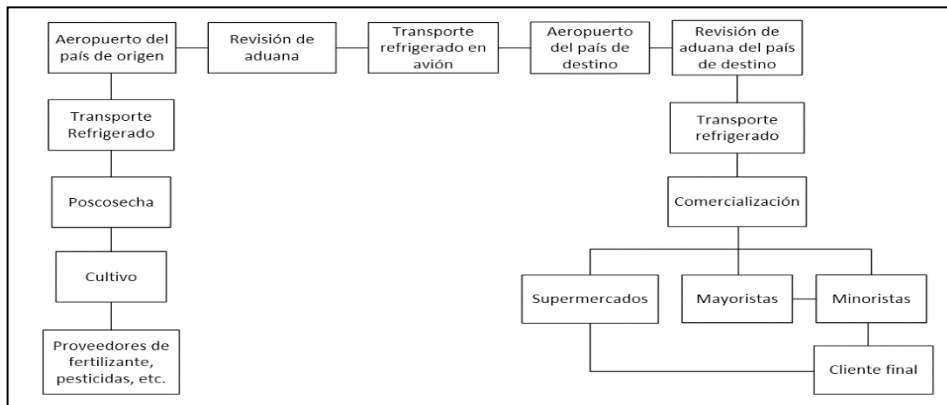 Aeropuerto del
país de origen
Revisión de
aduana
Transporte
refrigerado en
avión
Aeropuerto
del país de
destino
Revisión de
aduana del país
de destino
Transporte
Refrigerado
Transporte
refrigerado
Poscosecha
Comercialización
Cultivo
Supermercados
Mayoristas
Minoristas
Proveedores de
fertilizante,
pesticidas, etc.
Cliente final